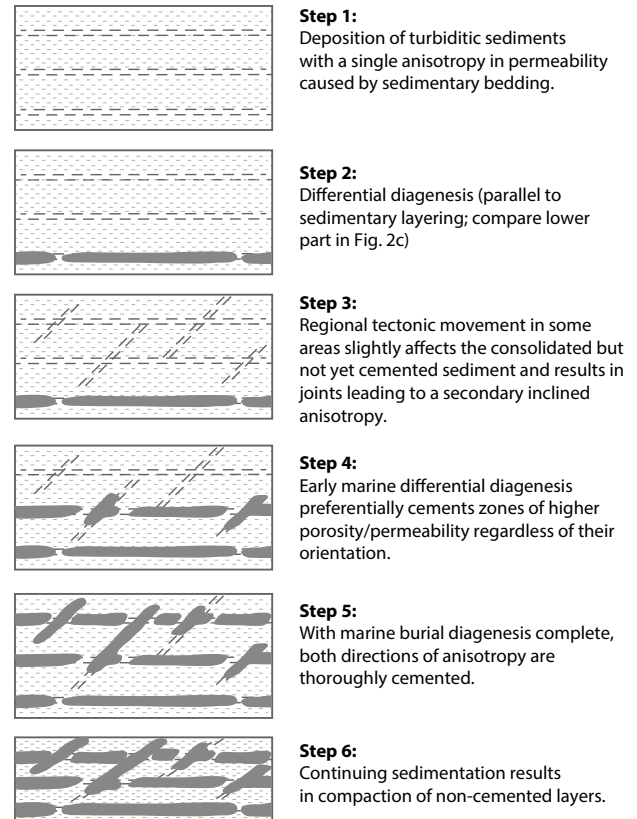 Step 1:
Deposition of turbiditic sediments
with a single anisotropy in permeability
caused by sedimentary bedding.
Step 2:
Differential diagenesis (parallel to
sedimentary layering; compare lower
part in Fig. 2c)
Step 3:
Regional tectonic movement in some
areas slightly affects the consolidated but
not yet cemented sediment and results in
joints leading to a secondary inclined
anisotropy.
Step 4:
Early marine differential diagenesis
preferentially cements zones of higher
porosity/permeability regardless of their
orientation.
Step 5:
With marine burial diagenesis complete,
both directions of anisotropy are
thoroughly cemented.
Step 6:
Continuing sedimentation results
in compaction of non-cemented layers.